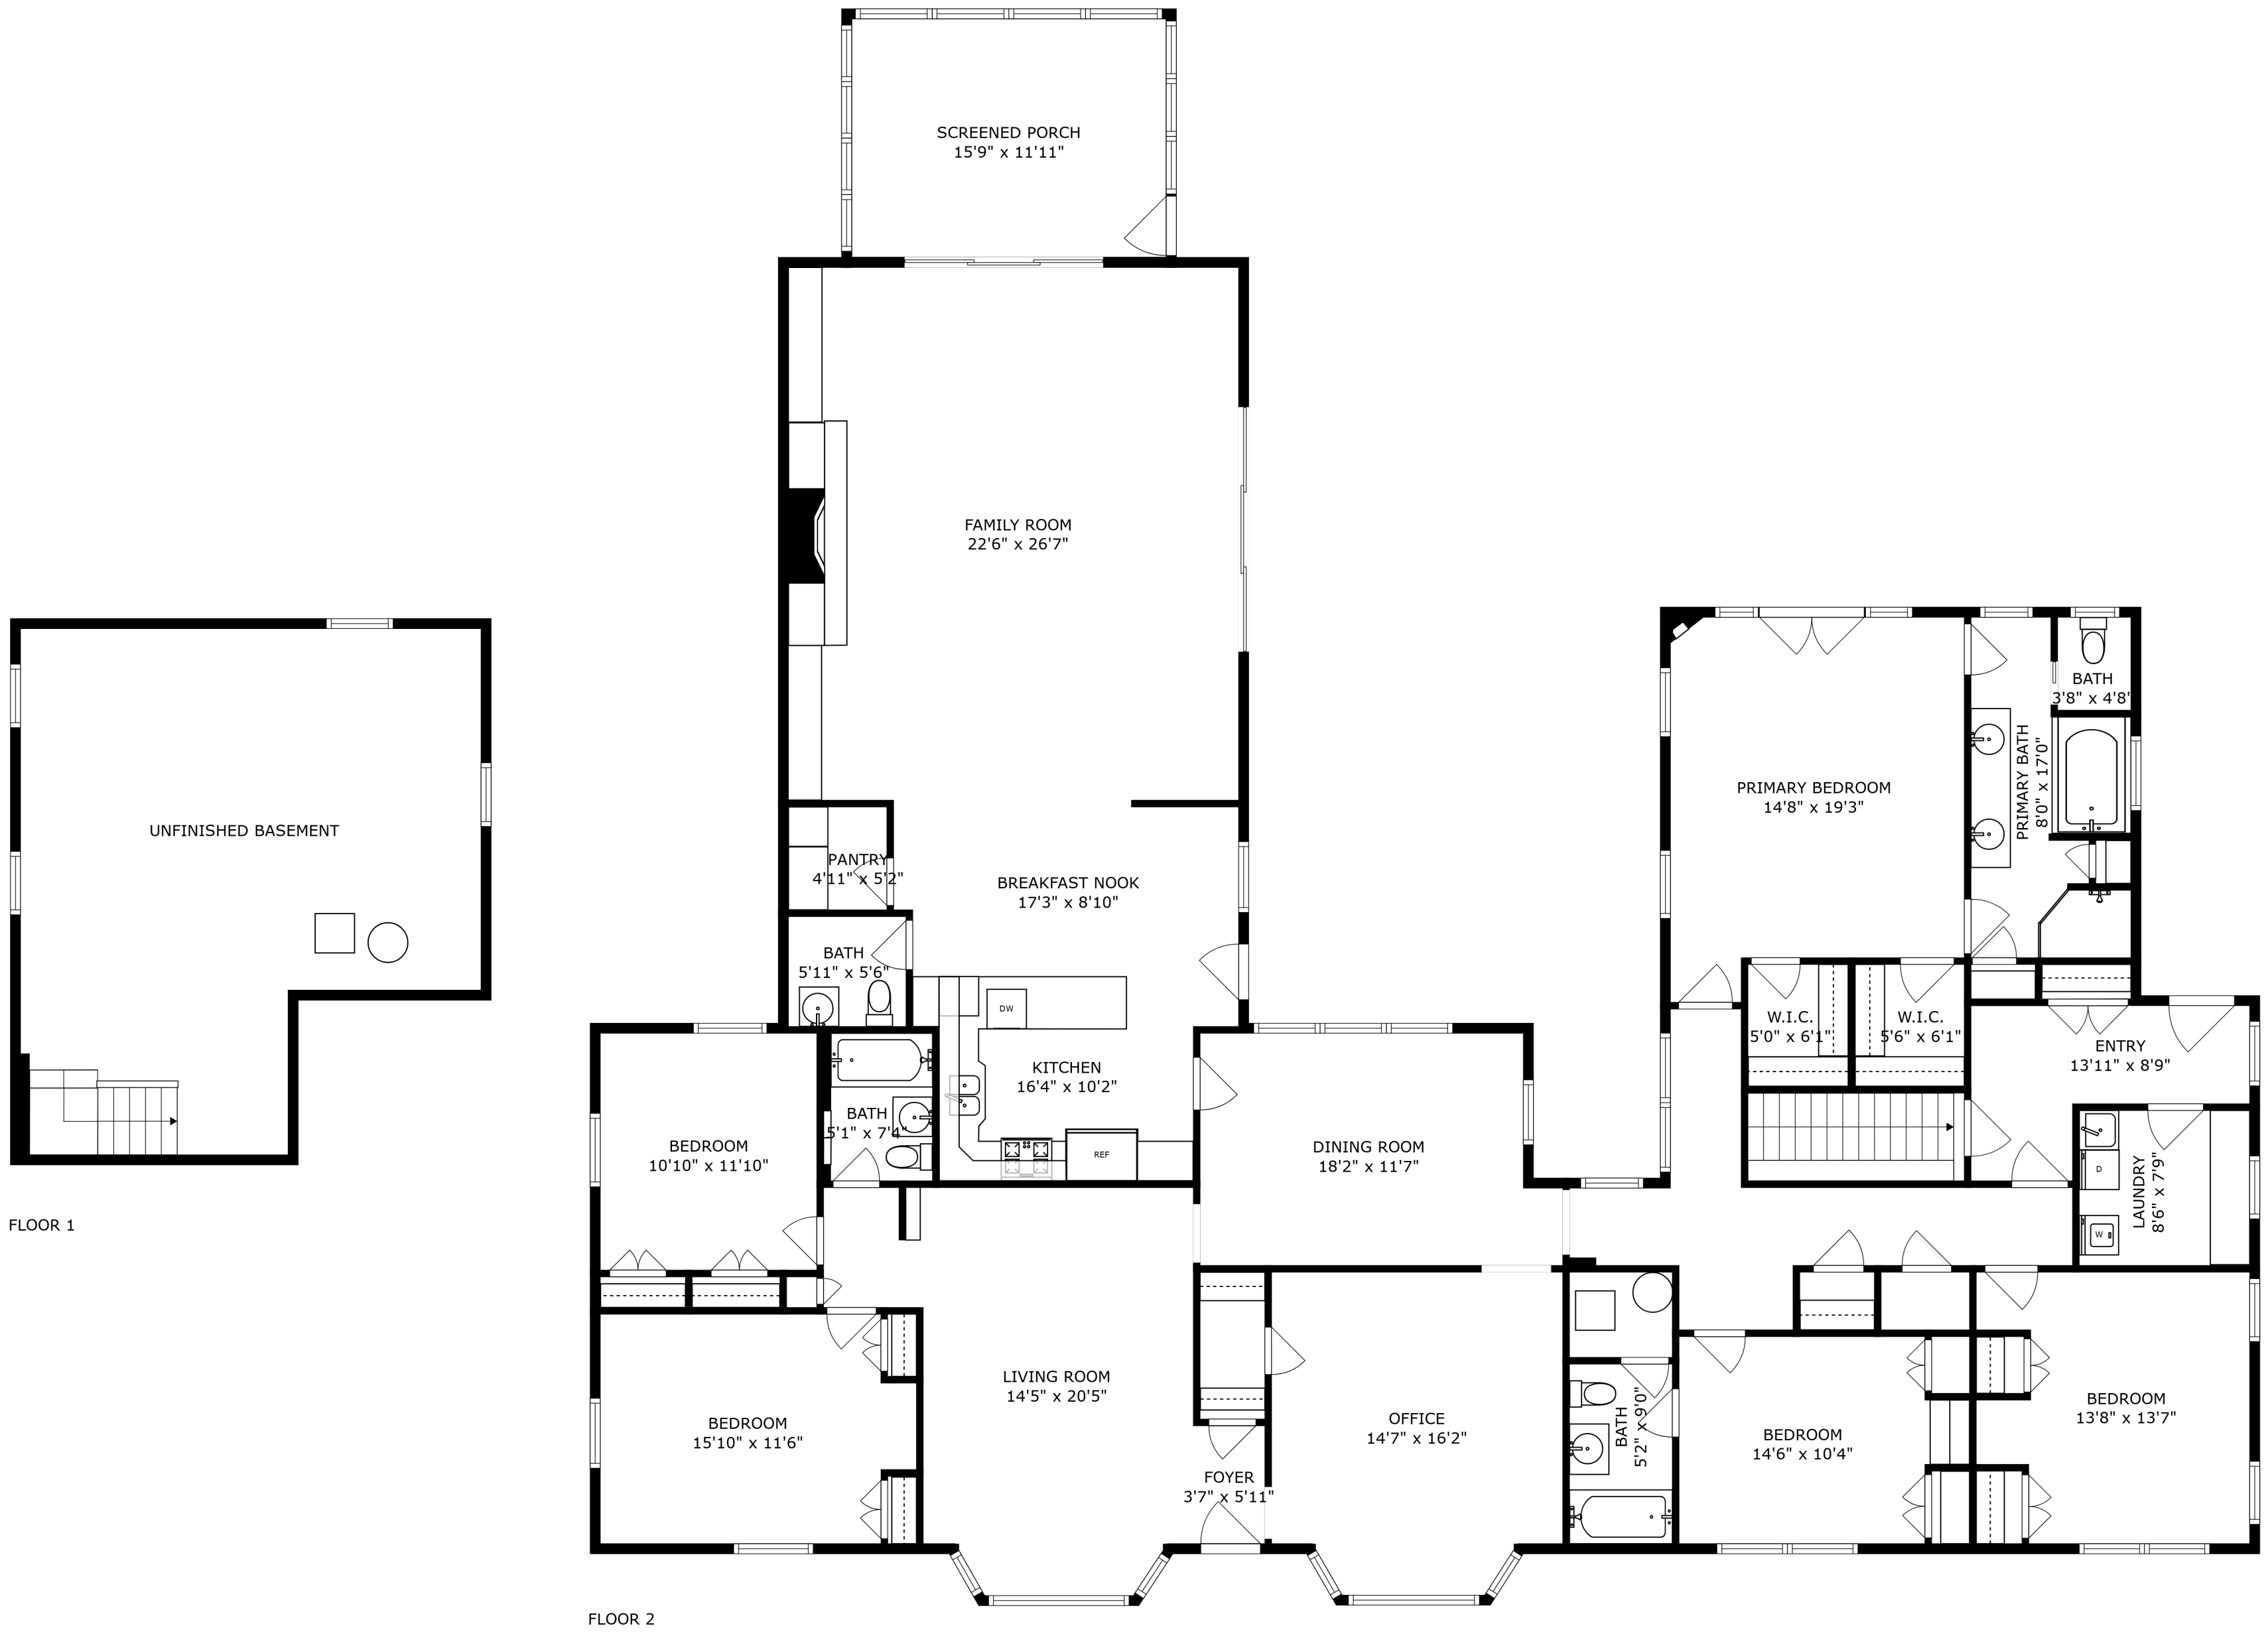 SCREENED PORCH
15'9" x 11'11"
FAMILY ROOM
22'6" x 26'7"
UNFINISHED BASEMENT
PANTRY
4'11" x 5'2"
BREAKFAST NOOK
17'3" x 8'10"
BATH
5'11" x 5'6"
DW
KITCHEN
16'4" x 10'2"
REF
BATH
5'1" x 7'4"
BEDROOM
10'10" x 11'10"
DINING ROOM
18'2" x 11'7"
PRIMARY BEDROOM
14'8" x 19'3"
PRIMARY BATH
8'0" x 17'0"
BATH
3'8" x 4'8"
W.I.C.
5'0" x 6'1"
W.I.C.
5'6" x 6'1"
ENTRY
13'11" x 8'9"
LAUNDRY
8'6" x 7'9"
D
W
FLOOR 1
LIVING ROOM
14'5" x 20'5"
BEDROOM
15'10" x 11'6"
FOYER
3'7" x 5'11"
OFFICE
14'7" x 16'2"
BATH
5'2" x 9'0"
BEDROOM
14'6" x 10'4"
BEDROOM
13'8" x 13'7"
FLOOR 2